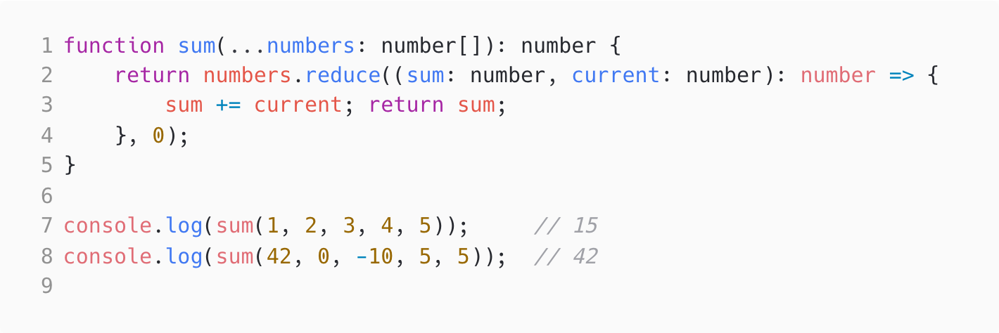 1 function sum(...numbers: number[]): number {
2     return numbers.reduce((sum: number, current: number): number => {
3         sum += current; return sum;
4     }, 0);
5 }
6
7 console.log(sum(1, 2, 3, 4, 5));     // 15
8 console.log(sum(42, 0, -10, 5, 5));  // 42
9